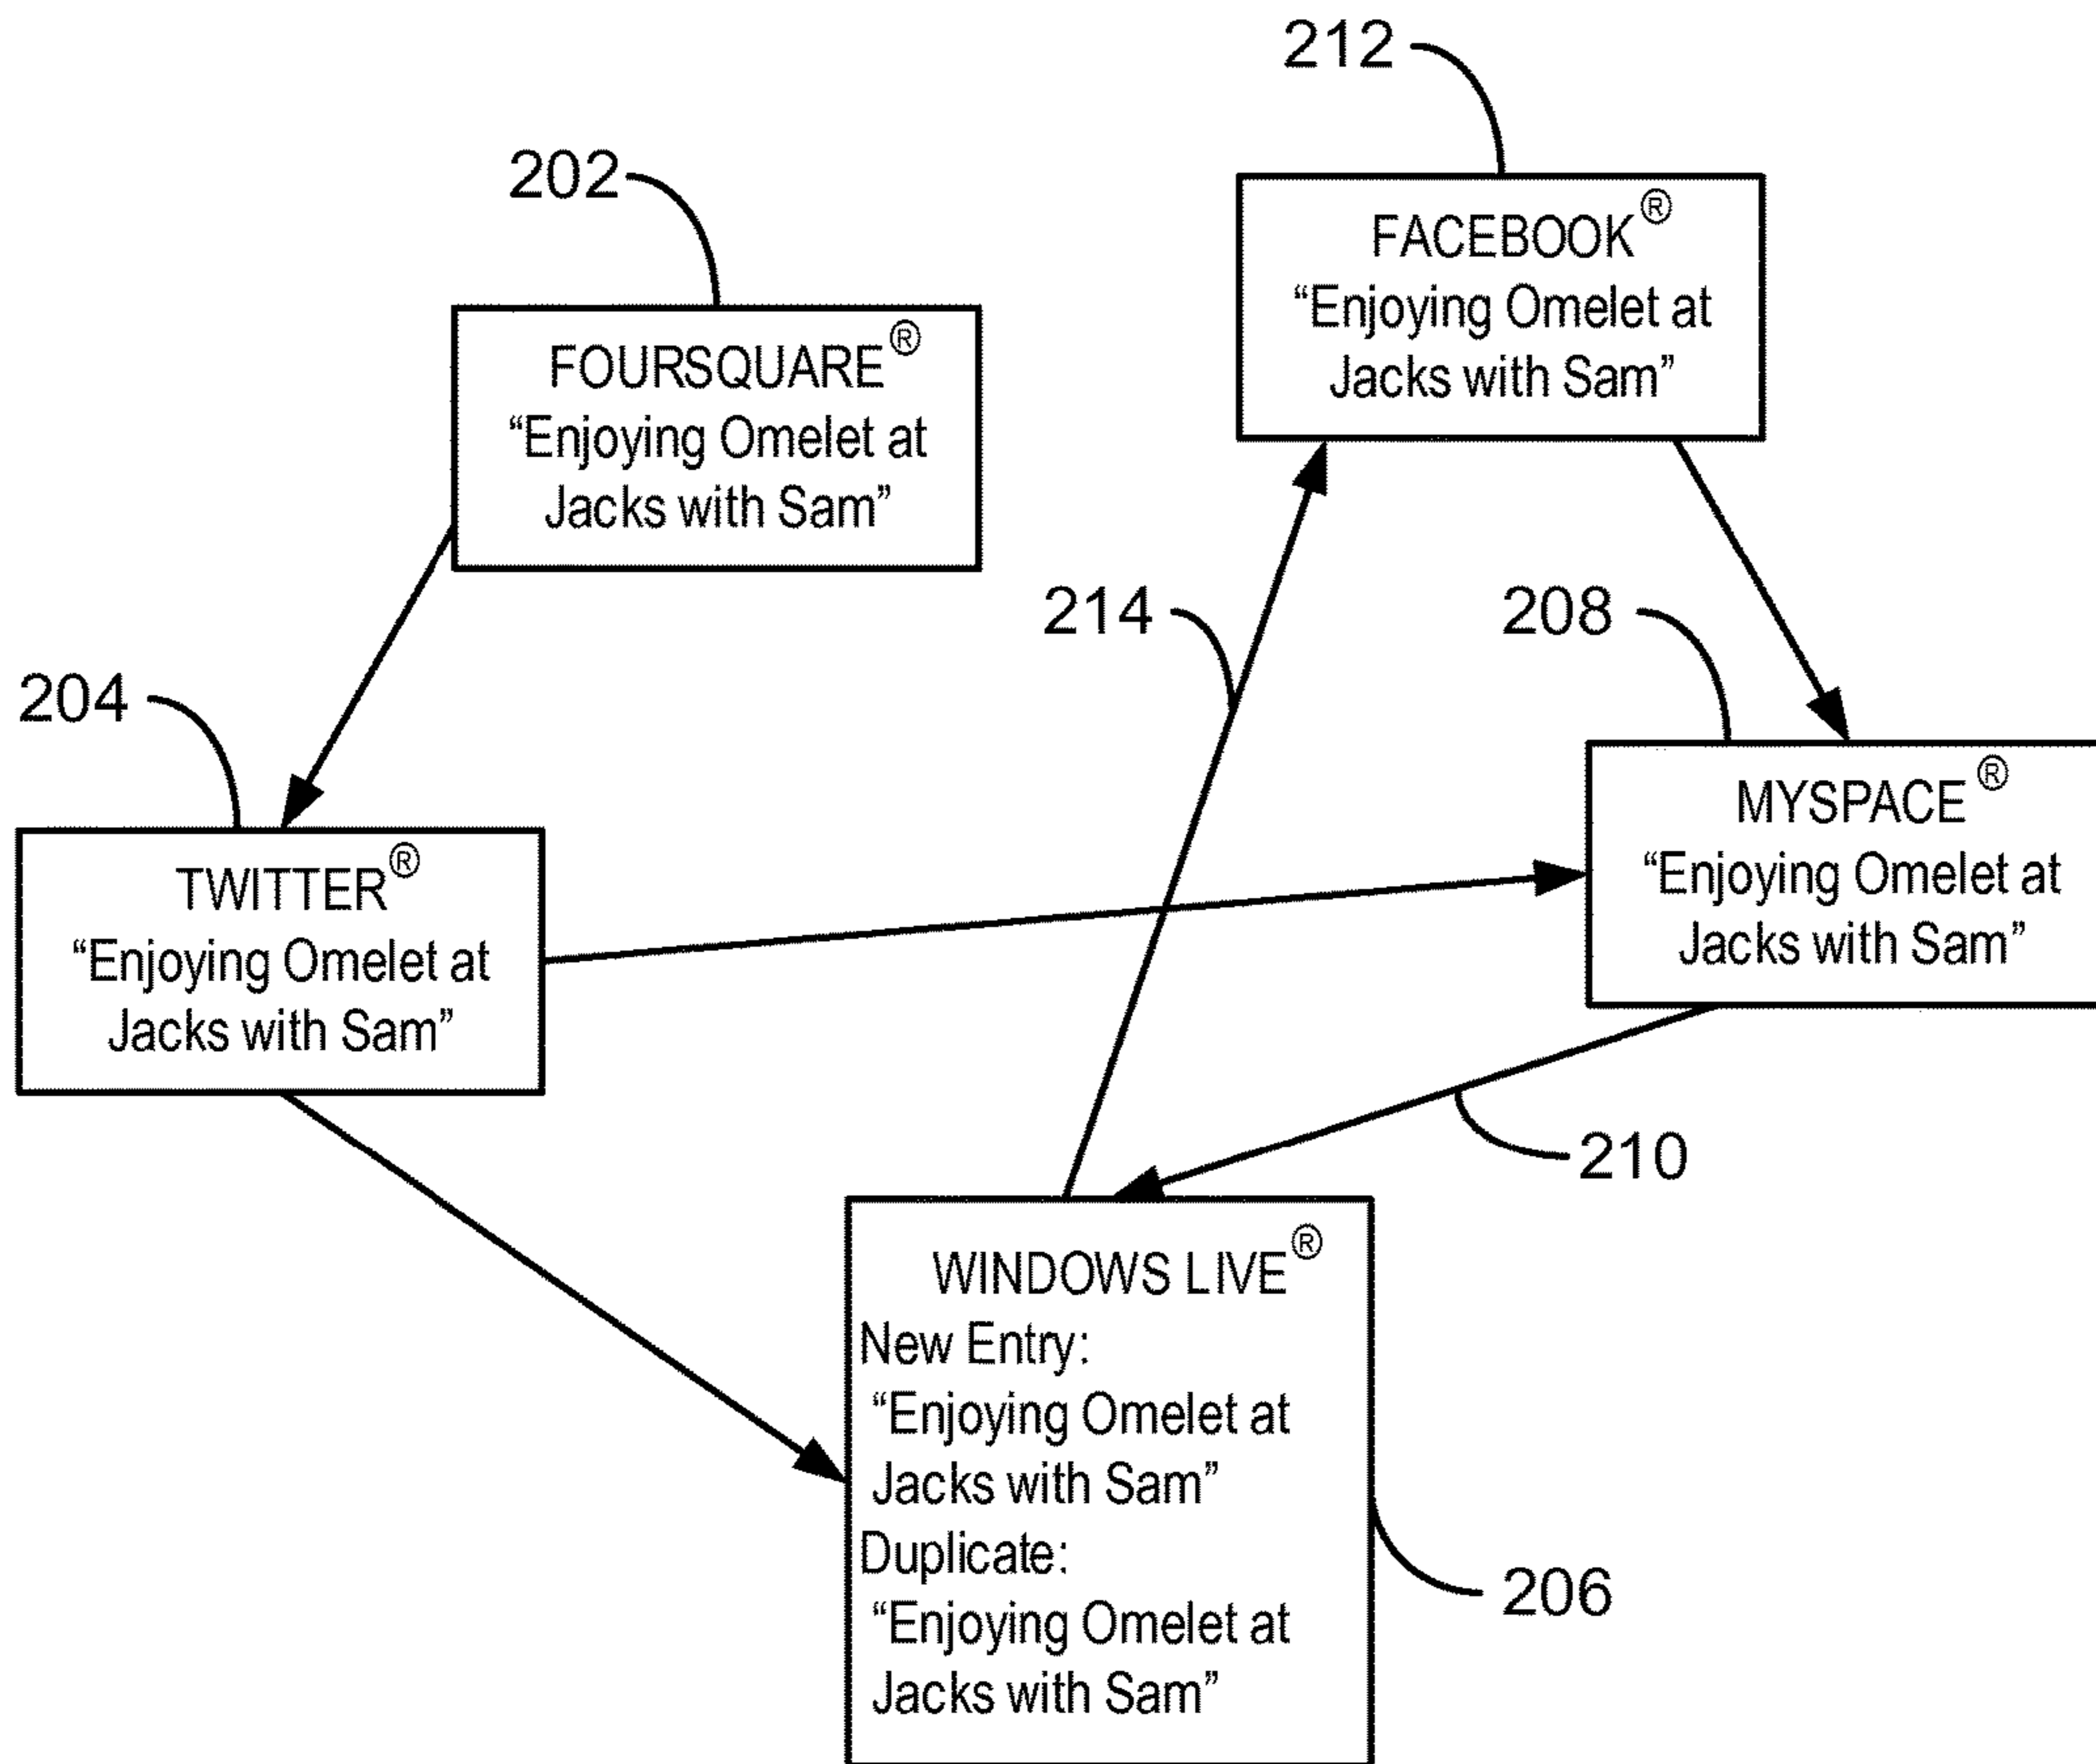 212
202
FACEBOOK®
“Enjoying Omelet at
Jacks with Sam”
FOURSQUARE®
“Enjoying Omelet at
Jacks with Sam”
214
208
204
MYSPACE®
“Enjoying Omelet at
Jacks with Sam”
TWITTER®
“Enjoying Omelet at
Jacks with Sam”
210
WINDOWS LIVE®
New Entry:
“Enjoying Omelet at
Jacks with Sam”
Duplicate:
“Enjoying Omelet at
Jacks with Sam”
206